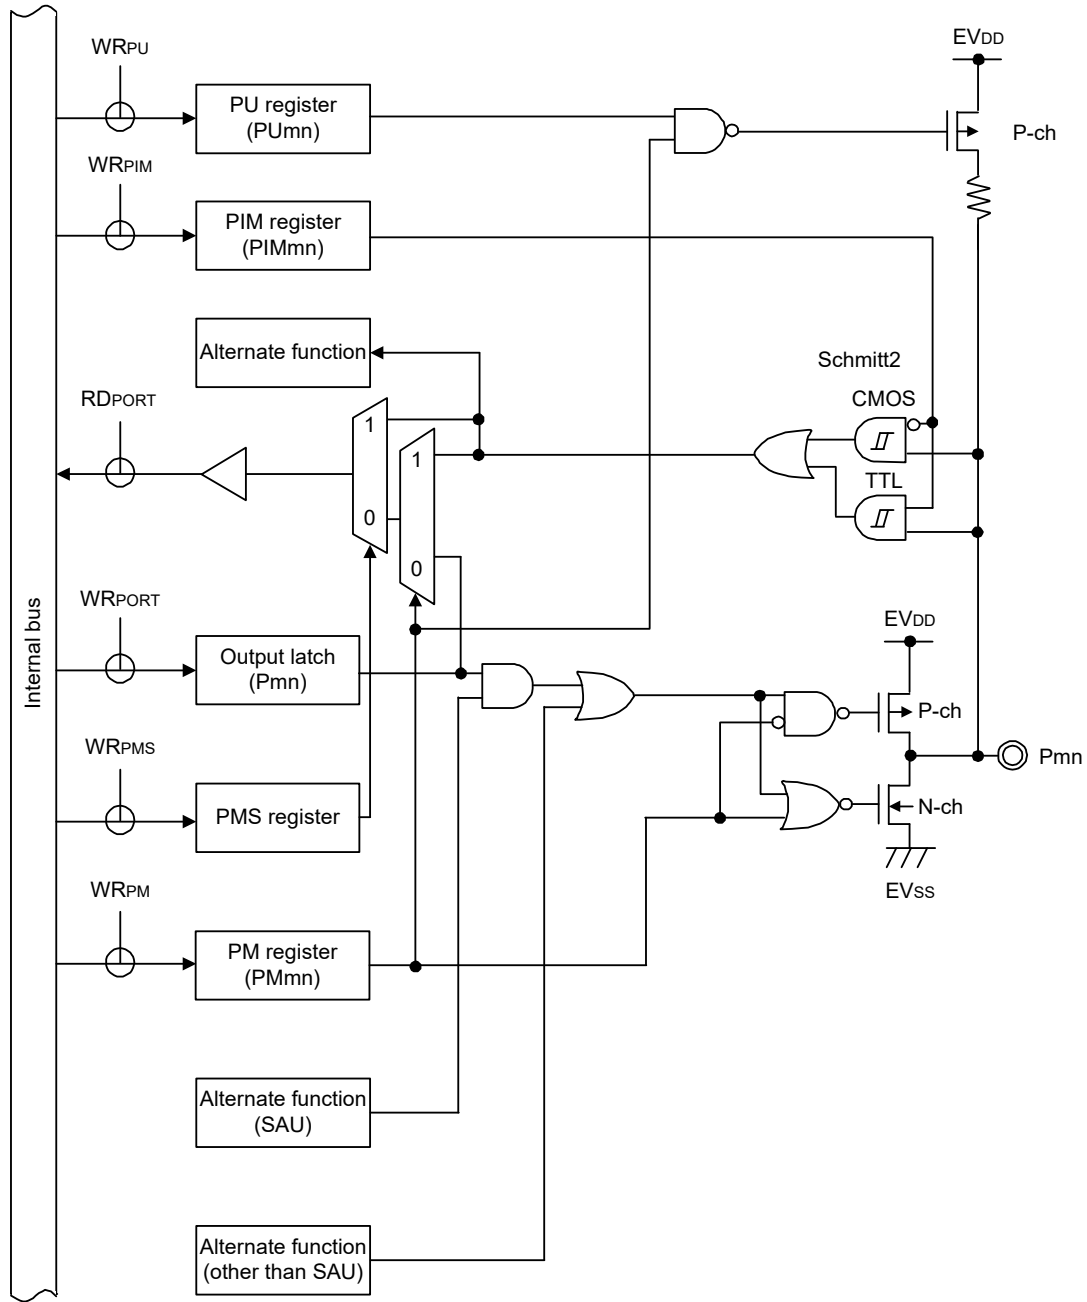 WRPU
PU register
(PUmn)
EVDD
P-ch
WRPIM
PIM register
(PIMmn)
Alternate function
Schmitt2
CMOS
TTL
RDPORT
1
0
1
0
Internal bus
WRPORT
Output latch
(Pmn)
EVDD
P-ch
Pmn
N-ch
EVSS
WRPMS
PMS register
WRPM
PM register
(PMmn)
Alternate function
(SAU)
Alternate function
(other than SAU)